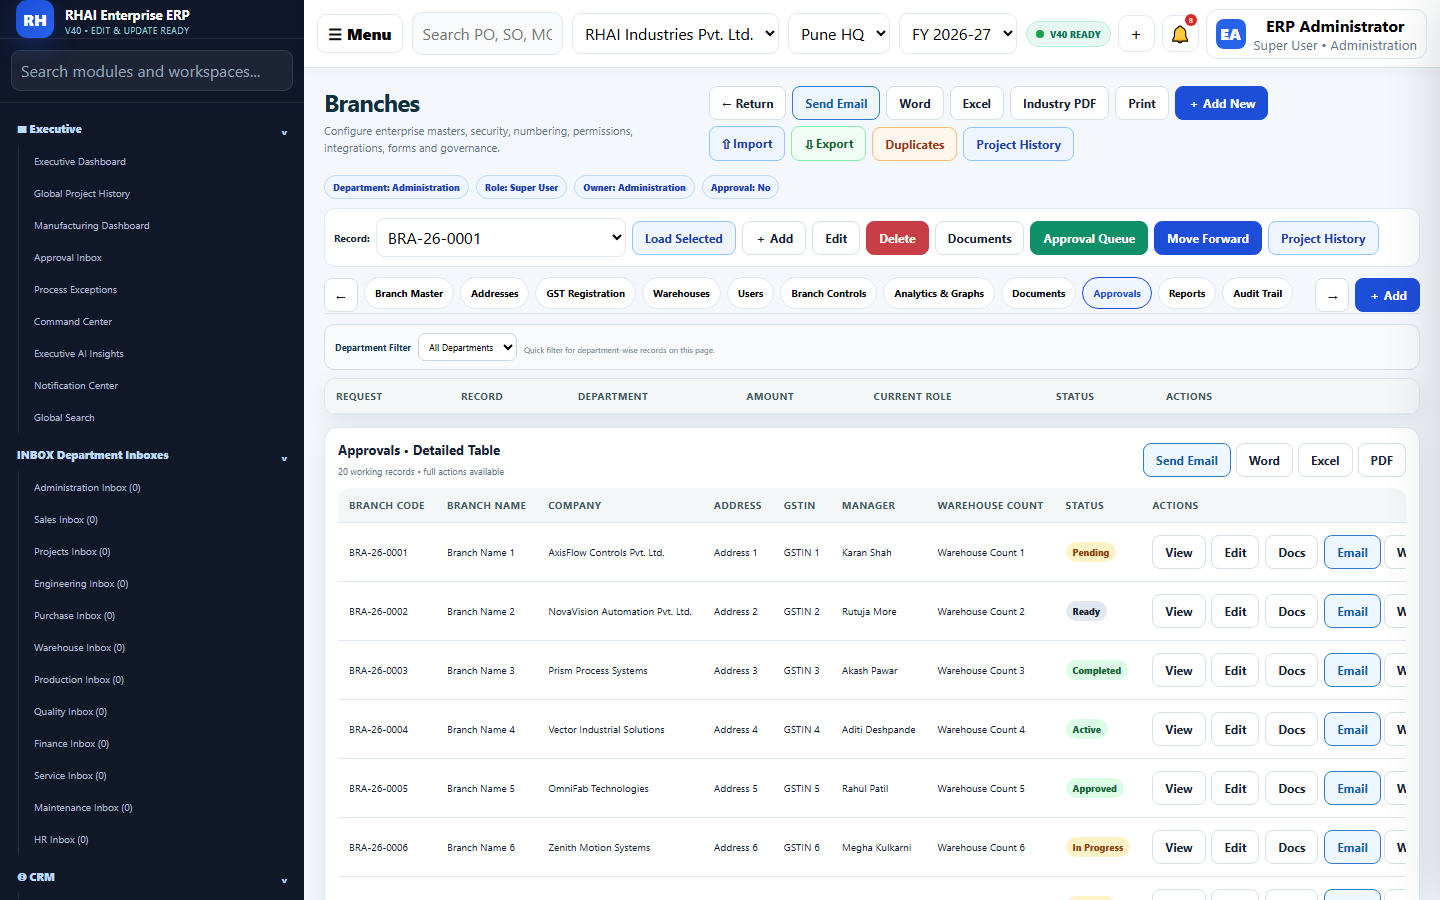 RH
RHAI Enterprise ERP
V40 • EDIT & UPDATE READY
Search modules and workspaces...
Executive
Executive Dashboard
Global Project History
Manufacturing Dashboard
Approval Inbox
Process Exceptions
Command Center
Executive AI Insights
Notification Center
Global Search
INBOX Department Inboxes
Administration Inbox (0)
Sales Inbox (0)
Projects Inbox (0)
Engineering Inbox (0)
Purchase Inbox (0)
Warehouse Inbox (0)
Production Inbox (0)
Quality Inbox (0)
Finance Inbox (0)
Service Inbox (0)
Maintenance Inbox (0)
HR Inbox (0)
CRM
☰ Menu
Search PO, SO, MO
RHAI Industries Pvt. Ltd.
Pune HQ
FY 2026-27
V40 READY
+
8
EA
ERP Administrator
Super User • Administration
Branches
Configure enterprise masters, security, numbering, permissions,
integrations, forms and governance.
← Return
Send Email
Word
Excel
Industry PDF
Print
+ Add New
⇧ Import
⇩ Export
Duplicates
Project History
Department: Administration
Role: Super User
Owner: Administration
Approval: No
Record:
BRA-26-0001
Load Selected
+ Add
Edit
Delete
Documents
Approval Queue
Move Forward
Project History
←
Branch Master
Addresses
GST Registration
Warehouses
Users
Branch Controls
Analytics & Graphs
Documents
Approvals
Reports
Audit Trail
→
+ Add
Department Filter
All Departments
Quick filter for department-wise records on this page.
REQUEST RECORD DEPARTMENT AMOUNT CURRENT ROLE STATUS ACTIONS
Approvals • Detailed Table
20 working records • full actions available
Send Email
Word
Excel
PDF
BRANCH CODE BRANCH NAME COMPANY ADDRESS GSTIN MANAGER WAREHOUSE COUNT STATUS ACTIONS
BRA-26-0001 Branch Name 1 AxisFlow Controls Pvt. Ltd. Address 1 GSTIN 1 Karan Shah Warehouse Count 1 Pending View Edit Docs Email W
BRA-26-0002 Branch Name 2 NovaVision Automation Pvt. Ltd. Address 2 GSTIN 2 Rutuja More Warehouse Count 2 Ready View Edit Docs Email W
BRA-26-0003 Branch Name 3 Prism Process Systems Address 3 GSTIN 3 Akash Pawar Warehouse Count 3 Completed View Edit Docs Email W
BRA-26-0004 Branch Name 4 Vector Industrial Solutions Address 4 GSTIN 4 Aditi Deshpande Warehouse Count 4 Active View Edit Docs Email W
BRA-26-0005 Branch Name 5 OmniFab Technologies Address 5 GSTIN 5 Rahul Patil Warehouse Count 5 Approved View Edit Docs Email W
BRA-26-0006 Branch Name 6 Zenith Motion Systems Address 6 GSTIN 6 Megha Kulkarni Warehouse Count 6 In Progress View Edit Docs Email W